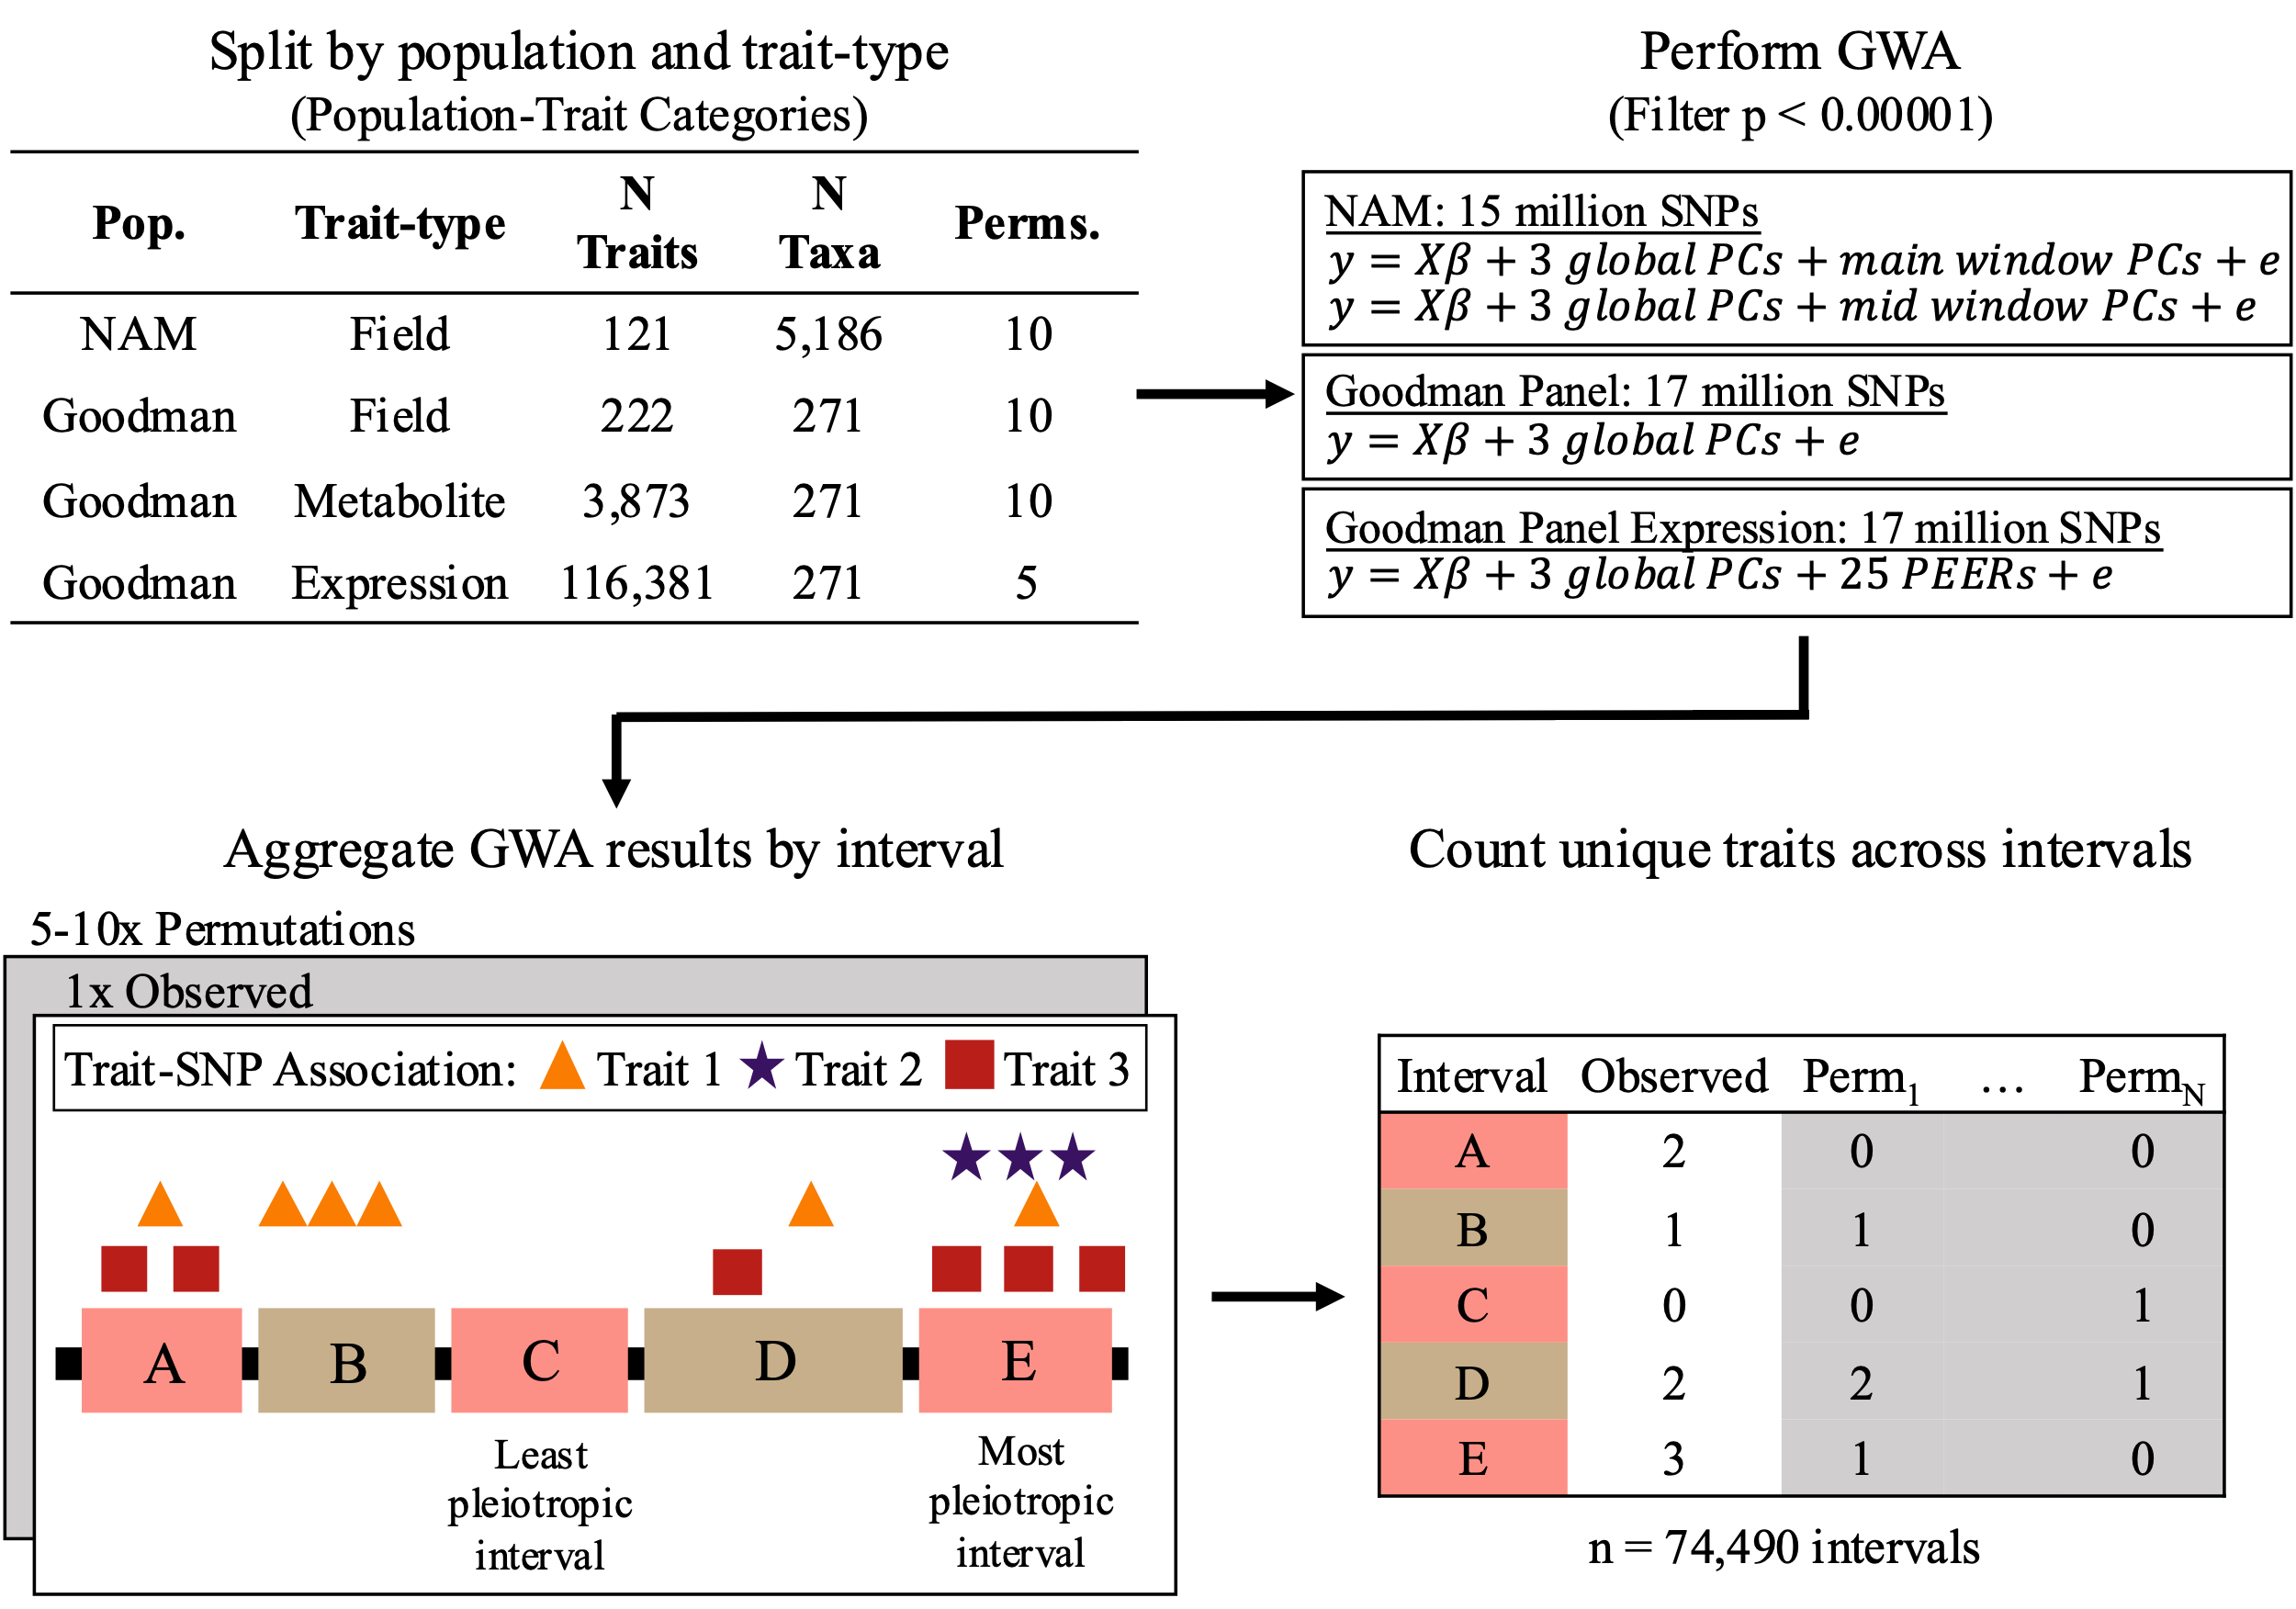 Split by population and trait-type
(Population-Trait Categories)
Pop. Trait-type N Traits N Taxa Perms.
NAM Field 121 5,186 10
Goodman Field 222 271 10
Goodman Metabolite 3,873 271 10
Goodman Expression 116,381 271 5
Perform GWA
(Filter p < 0.00001)
NAM: 15 million SNPs
y = Xβ + 3 global PCs + main window PCs + e
y = Xβ + 3 global PCs + mid window PCs + e
Goodman Panel: 17 million SNPs
y = Xβ + 3 global PCs + e
Goodman Panel Expression: 17 million SNPs
y = Xβ + 3 global PCs + 25 PEERs + e
Aggregate GWA results by interval
5-10x Permutations
1x Observed
Trait-SNP Association: Trait 1 Trait 2 Trait 3
A B C D E
Least
pleiotropic
interval
Most
pleiotropic
interval
Count unique traits across intervals
Interval Observed Perm1 … PermN
A 2 0 0
B 1 1 0
C 0 0 1
D 2 2 1
E 3 1 0
n = 74,490 intervals